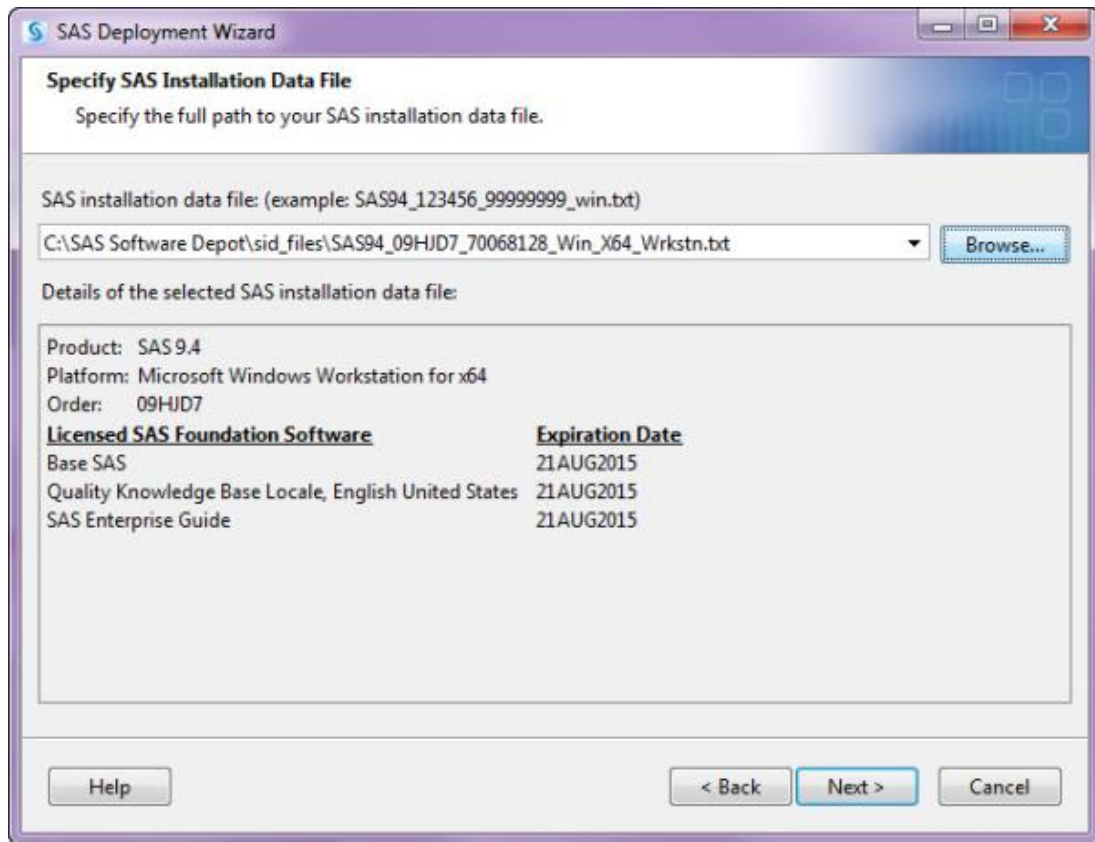 SAS Deployment Wizard
Specify SAS Installation Data File
Specify the full path to your SAS installation data file.
SAS installation data file: (example: SAS94_123456_99999999_win.txt)
C:\SAS Software Depot\sid_files\SAS94_09HJD7_70068128_Win_X64_Wrkstn.txt
Browse...
Details of the selected SAS installation data file:
Product: SAS 9.4
Platform: Microsoft Windows Workstation for x64
Order: 09HJD7
Licensed SAS Foundation Software Expiration Date
Base SAS 21AUG2015
Quality Knowledge Base Locale, English United States 21AUG2015
SAS Enterprise Guide 21AUG2015
Help < Back Next > Cancel